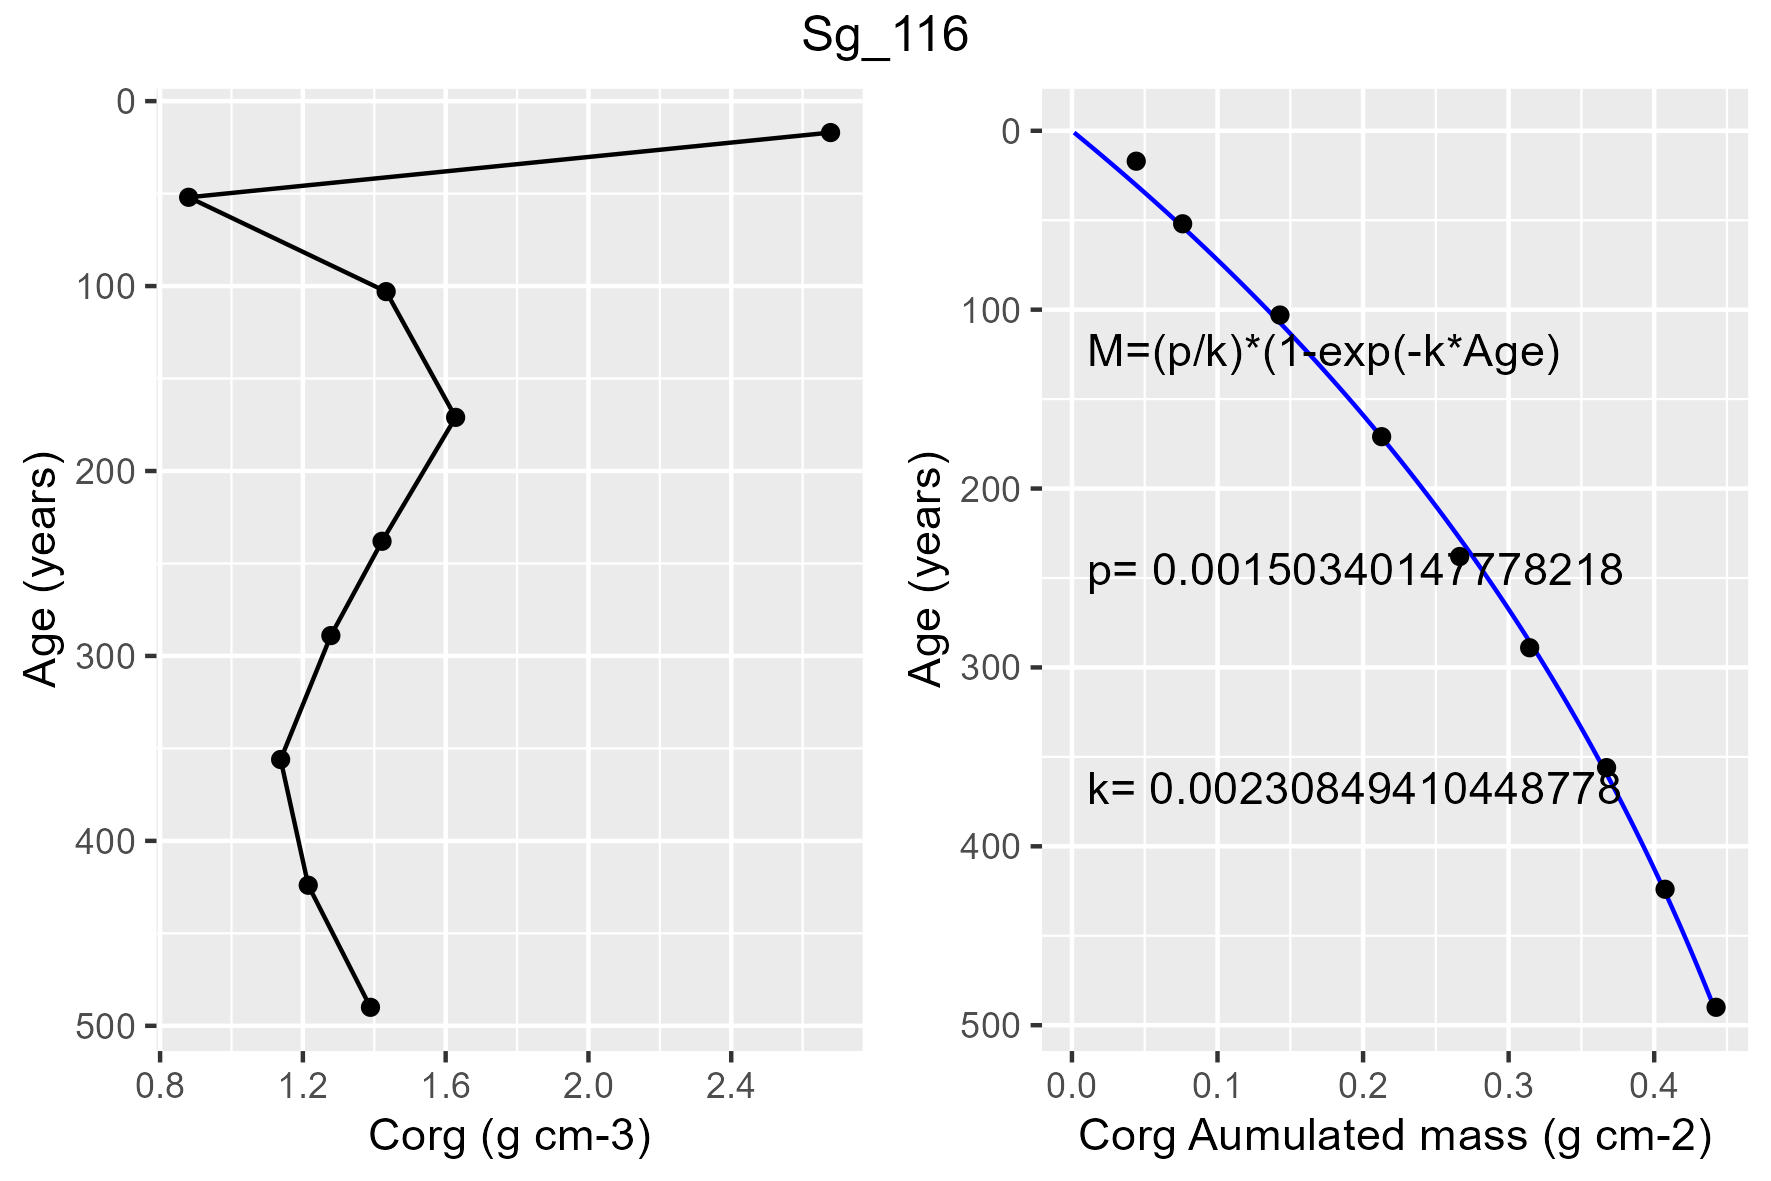 Sg_116
0
100
200
300
400
500
Age (years)
0.8 1.2 1.6 2.0 2.4
Corg (g cm-3)
0
100
200
300
400
500
Age (years)
M=(p/k)*(1-exp(-k*Age)
p= 0.00150340147778218
k= 0.00230849410448778
0.0 0.1 0.2 0.3 0.4
Corg Aumulated mass (g cm-2)